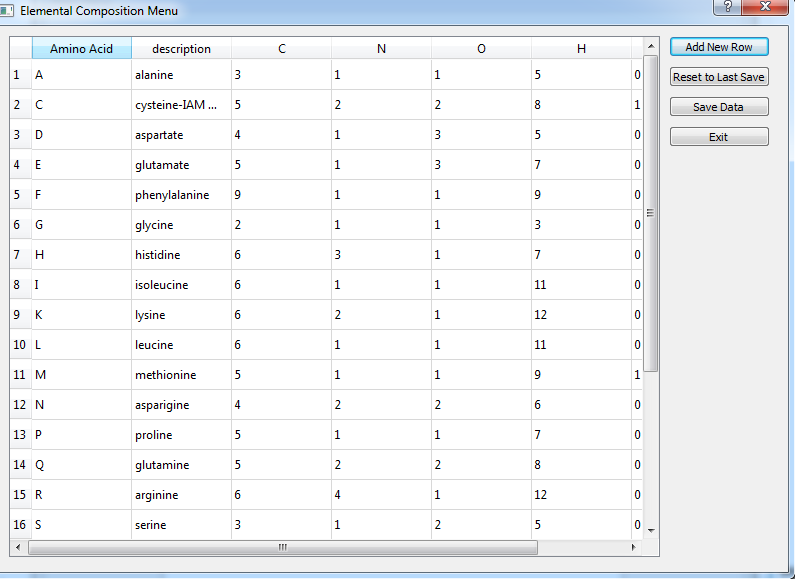 Elemental Composition Menu
Amino Acid description C N O H
1 A alanine 3 1 1 5 0
2 C cysteine-IAM ... 5 2 2 8 1
3 D aspartate 4 1 3 5 0
4 E glutamate 5 1 3 7 0
5 F phenylalanine 9 1 1 9 0
6 G glycine 2 1 1 3 0
7 H histidine 6 3 1 7 0
8 I isoleucine 6 1 1 11 0
9 K lysine 6 2 1 12 0
10 L leucine 6 1 1 11 0
11 M methionine 5 1 1 9 1
12 N asparigine 4 2 2 6 0
13 P proline 5 1 1 7 0
14 Q glutamine 5 2 2 8 0
15 R arginine 6 4 1 12 0
16 S serine 3 1 2 5 0
Add New Row
Reset to Last Save
Save Data
Exit